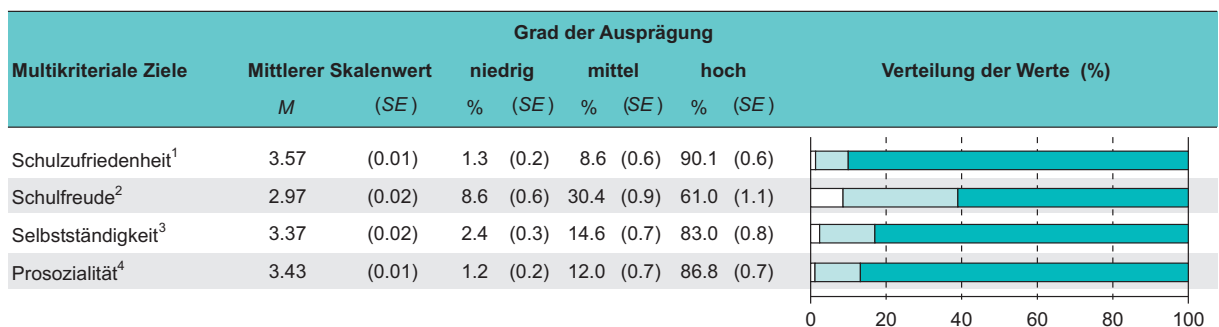 Grad der Ausprägung
Multikriteriale Ziele Mittlerer Skalenwert niedrig mittel hoch Verteilung der Werte (%)
M (SE) % (SE) % (SE) % (SE)
Schulzufriedenheit¹ 3.57 (0.01) 1.3 (0.2) 8.6 (0.6) 90.1 (0.6)
Schulfreude² 2.97 (0.02) 8.6 (0.6) 30.4 (0.9) 61.0 (1.1)
Selbstständigkeit³ 3.37 (0.02) 2.4 (0.3) 14.6 (0.7) 83.0 (0.8)
Prosozialität⁴ 3.43 (0.01) 1.2 (0.2) 12.0 (0.7) 86.8 (0.7)
0 20 40 60 80 100